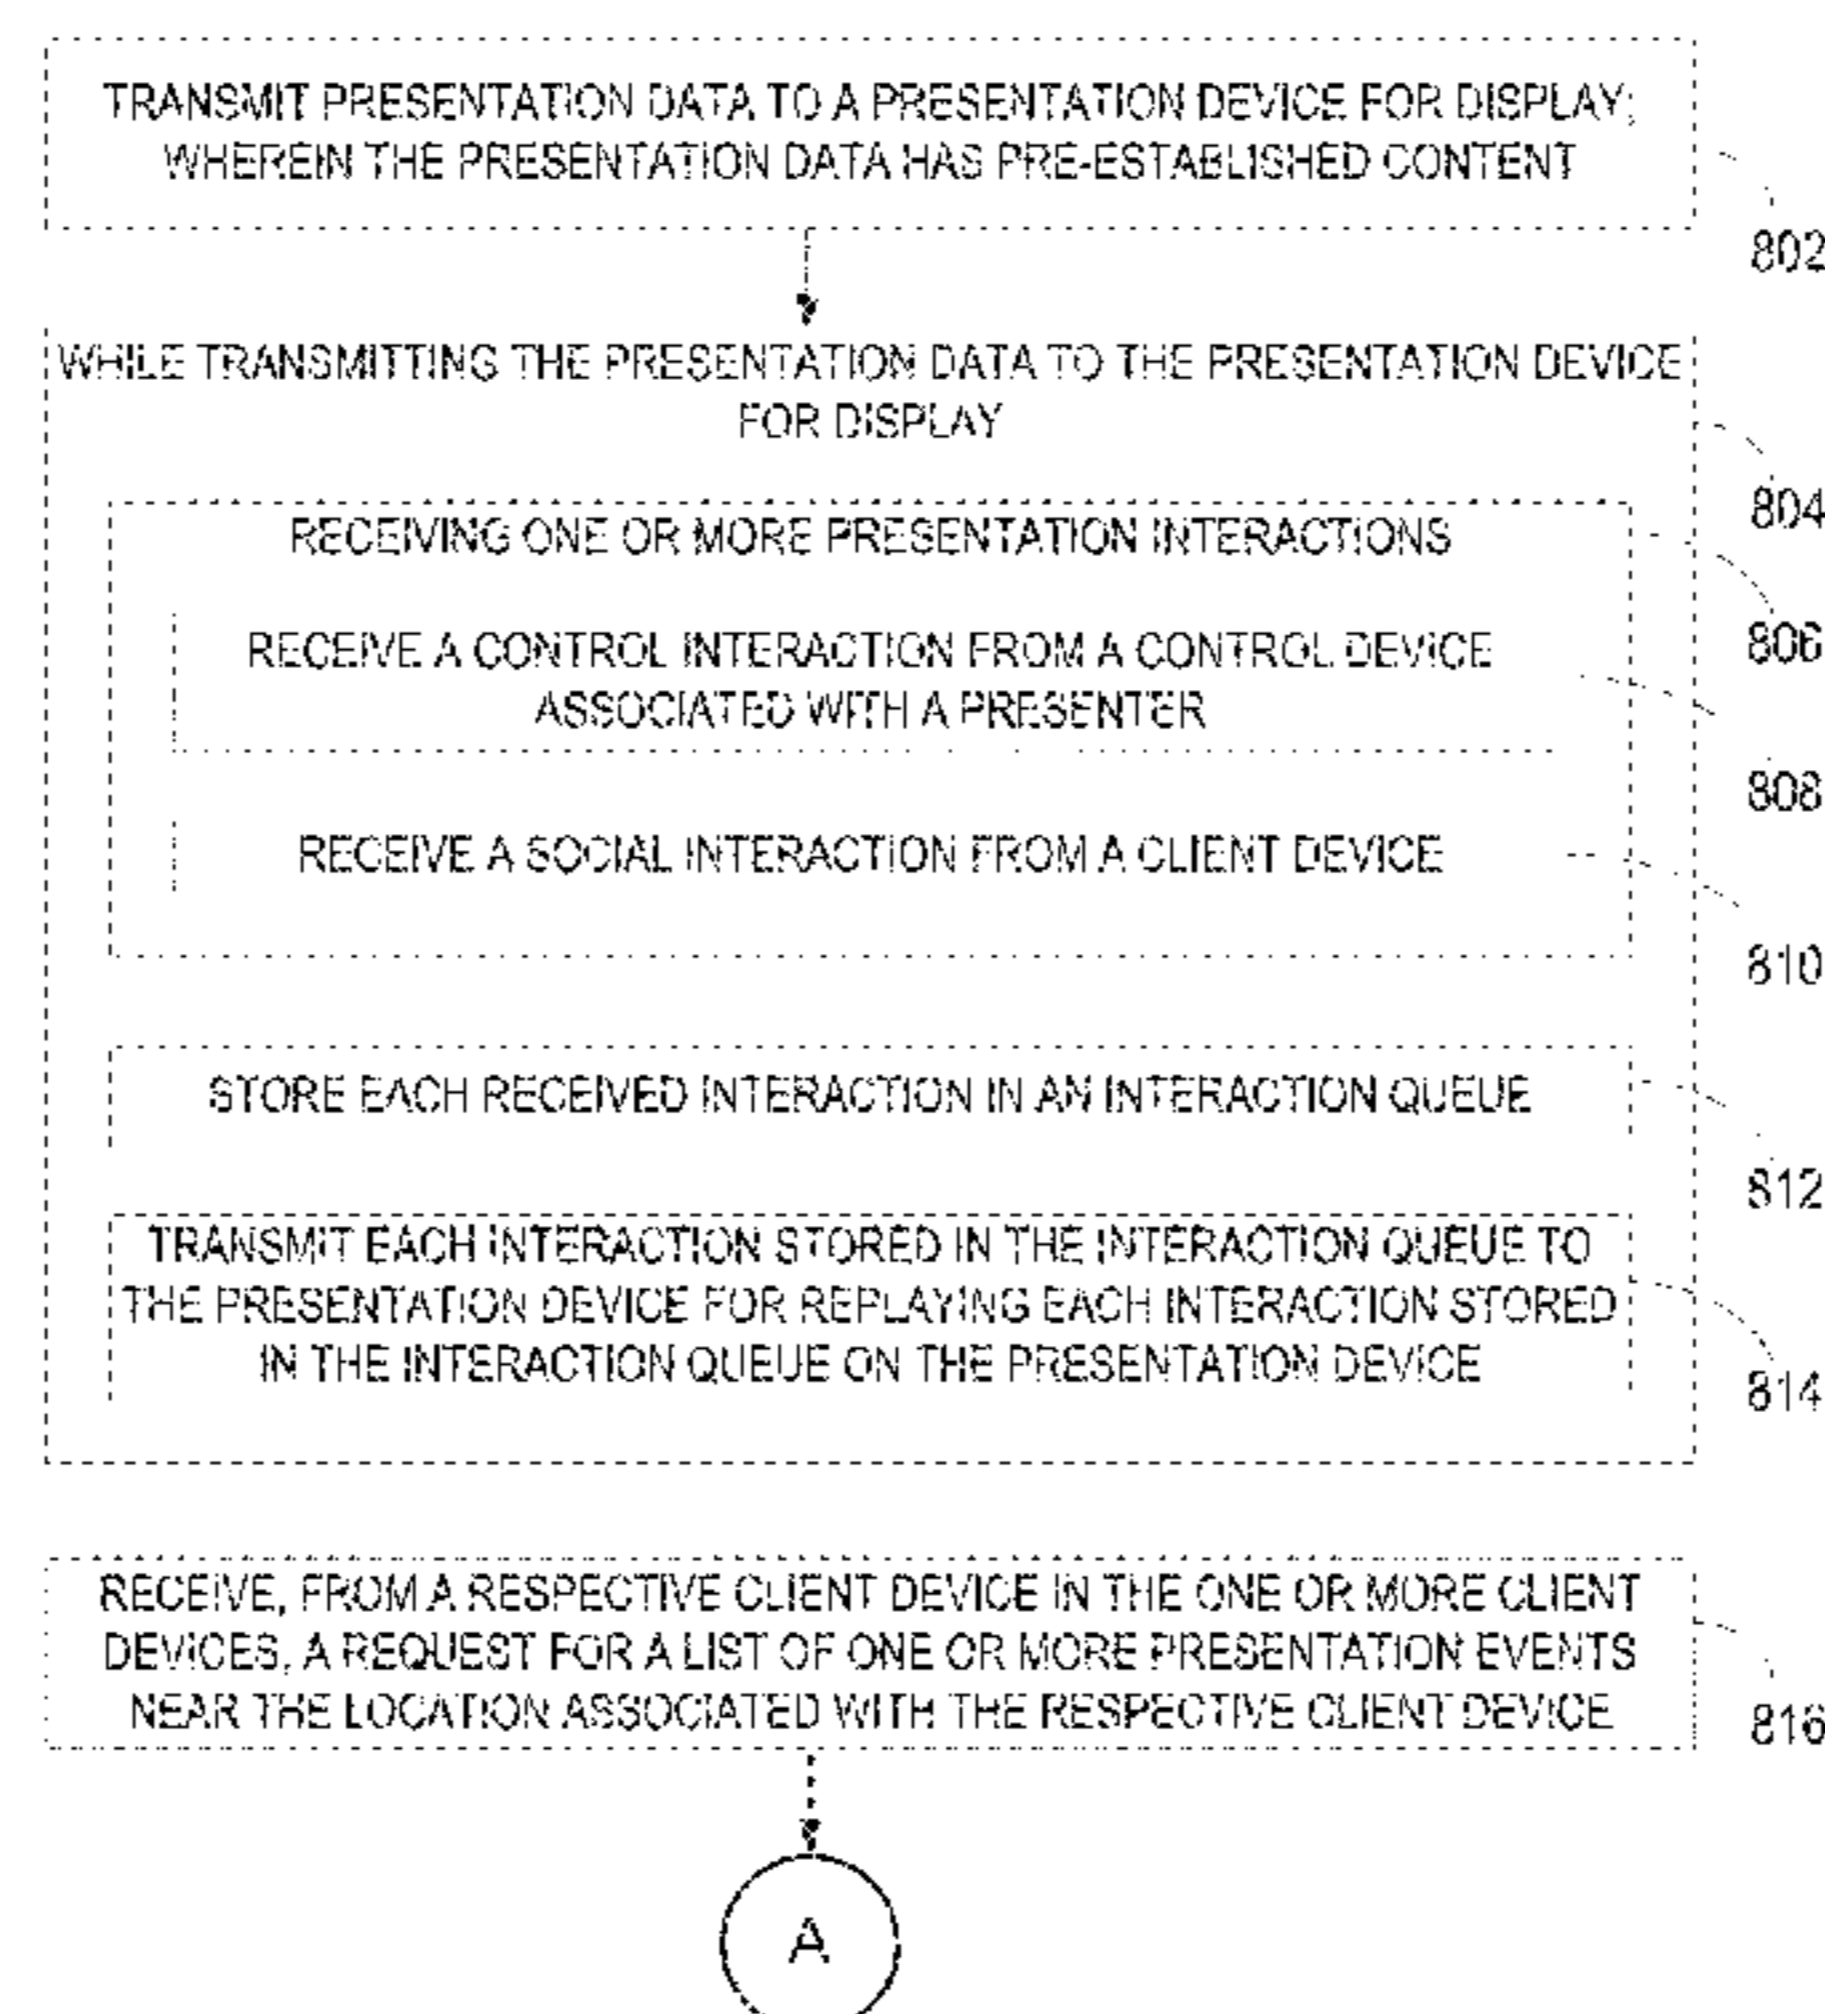 TRANSMIT PRESENTATION DATA TO A PRESENTATION DEVICE FOR DISPLAY;
WHEREIN THE PRESENTATION DATA HAS PRE-ESTABLISHED CONTENT
802
WHILE TRANSMITTING THE PRESENTATION DATA TO THE PRESENTATION DEVICE
FOR DISPLAY
804
RECEIVING ONE OR MORE PRESENTATION INTERACTIONS
806
RECEIVE A CONTROL INTERACTION FROM A CONTROL DEVICE
ASSOCIATED WITH A PRESENTER
808
RECEIVE A SOCIAL INTERACTION FROM A CLIENT DEVICE
810
STORE EACH RECEIVED INTERACTION IN AN INTERACTION QUEUE
812
TRANSMIT EACH INTERACTION STORED IN THE INTERACTION QUEUE TO
THE PRESENTATION DEVICE FOR REPLAYING EACH INTERACTION STORED
IN THE INTERACTION QUEUE ON THE PRESENTATION DEVICE
814
RECEIVE, FROM A RESPECTIVE CLIENT DEVICE IN THE ONE OR MORE CLIENT
DEVICES, A REQUEST FOR A LIST OF ONE OR MORE PRESENTATION EVENTS
NEAR THE LOCATION ASSOCIATED WITH THE RESPECTIVE CLIENT DEVICE
816
A